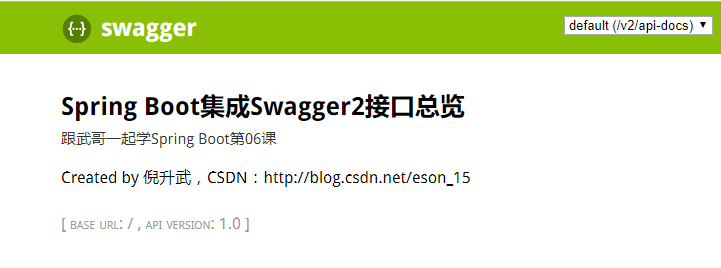 {··} swagger default (/v2/api-docs)
Spring Boot集成Swagger2接口总览
跟武哥一起学Spring Boot第06课
Created by 倪升武，CSDN：http://blog.csdn.net/eson_15
[ BASE URL: / , API VERSION: 1.0 ]